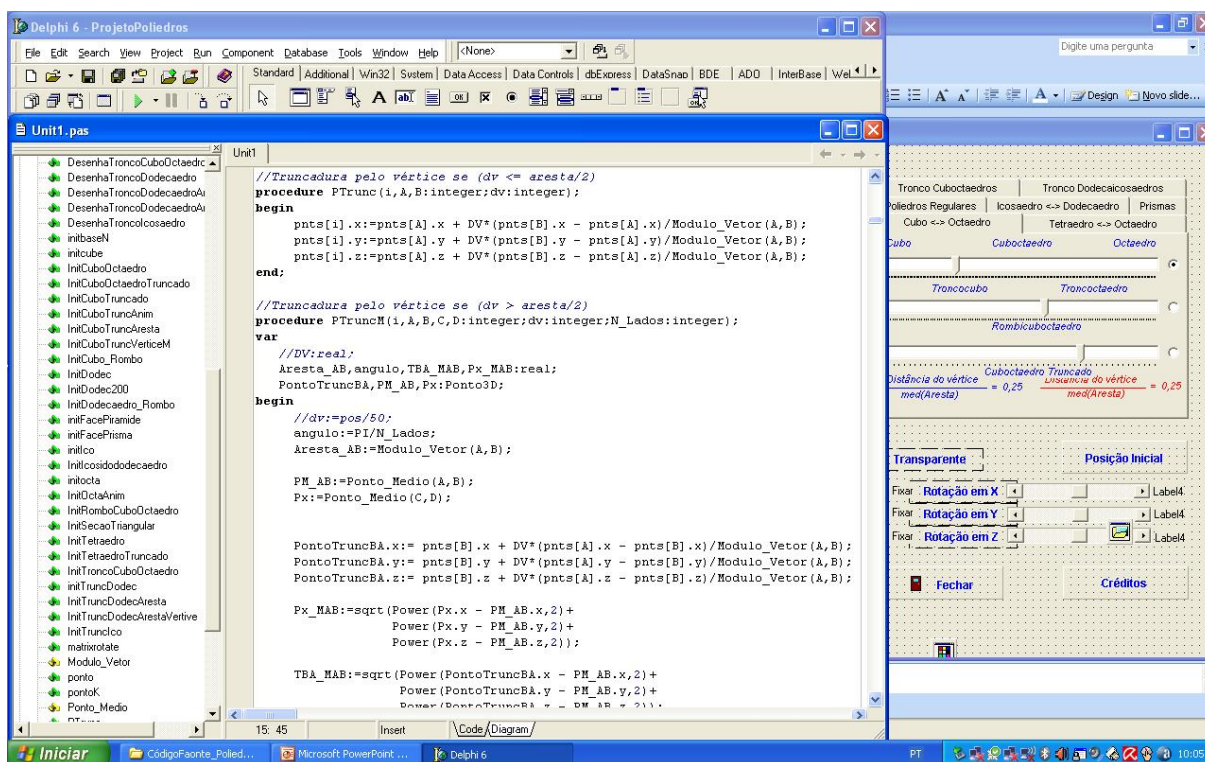 Delphi 6 - ProjetoPoliedros
File Edit Search View Project Run Component Database Tools Window Help <None>
Standard Additional Win32 System Data Access Data Controls dbExpress DataSnap BDE ADO InterBase
Unit1.pas
DesenhaTroncoCuboOctaedrc
DesenhaTroncoDodecaedro
DesenhaTroncoDodecaedroAr
DesenhaTroncoDodecaedroAr
DesenhaTroncoIcosaedro
initbaseN
initcube
InitCuboOctaedro
InitCuboOctaedroTruncado
InitCuboTruncado
InitCuboTruncAnim
InitCuboTruncAresta
InitCuboTruncVerticeM
InitCubo_Rombo
InitDodec
InitDodec200
InitDodecaedro_Rombo
initFacePiramide
initFacePrisma
initIco
InitIcosidododecaedro
initocta
InitOctaAnim
InitRomboCuboOctaedro
InitSecaoTriangular
InitTetraedro
InitTetraedroTruncado
InitTroncoCuboOctaedro
initTruncDodec
InitTruncDodecAresta
InitTruncDodecArestaVertive
InitTruncIco
matrixrotate
Modulo_Vetor
ponto
pontoK
Ponto_Medio
Unit1
//Truncadura pelo vértice se (dv <= aresta/2)
procedure PTrunc(i,A,B:integer;dv:integer);
begin
pnts[i].x:=pnts[A].x + DV*(pnts[B].x - pnts[A].x)/Modulo_Vetor(A,B);
pnts[i].y:=pnts[A].y + DV*(pnts[B].y - pnts[A].y)/Modulo_Vetor(A,B);
pnts[i].z:=pnts[A].z + DV*(pnts[B].z - pnts[A].z)/Modulo_Vetor(A,B);
end;
//Truncadura pelo vértice se (dv > aresta/2)
procedure PTruncM(i,A,B,C,D:integer;dv:integer;N_Lados:integer);
var
//DV:real;
Aresta_AB,angulo,TBA_MAB,Px_MAB:real;
PontoTruncBA,PM_AB,Px:Ponto3D;
begin
//dv:=pos/50;
angulo:=PI/N_Lados;
Aresta_AB:=Modulo_Vetor(A,B);
PM_AB:=Ponto_Medio(A,B);
Px:=Ponto_Medio(C,D);
PontoTruncBA.x:= pnts[B].x + DV*(pnts[A].x - pnts[B].x)/Modulo_Vetor(A,B);
PontoTruncBA.y:= pnts[B].y + DV*(pnts[A].y - pnts[B].y)/Modulo_Vetor(A,B);
PontoTruncBA.z:= pnts[B].z + DV*(pnts[A].z - pnts[B].z)/Modulo_Vetor(A,B);
Px_MAB:=sqrt(Power(Px.x - PM_AB.x,2)+
Power(Px.y - PM_AB.y,2)+
Power(Px.z - PM_AB.z,2));
TBA_MAB:=sqrt(Power(PontoTruncBA.x - PM_AB.x,2)+
Power(PontoTruncBA.y - PM_AB.y,2)+
Power(PontoTruncBA.z - PM_AB.z,2));
15: 45 Insert Code Diagram
Digite uma pergunta
Design Novo slide...
Tronco Cuboctaedros Tronco Dodecaicosaedros
Poliedros Regulares Icosaedro <-> Dodecaedro Prismas
Cubo <-> Octaedro Tetraedro <-> Octaedro
Cubo Cuboctaedro Octaedro
Troncocubo Troncoctaedro
Rombicuboctaedro
Cuboctaedro Truncado
Distância do vértice = 0,25 Distância do vértice = 0,25
med(Aresta) med(Aresta)
Transparente Posição Inicial
Fixar Rotação em X Label4
Fixar Rotação em Y Label4
Fixar Rotação em Z Label4
Fechar Créditos
Iniciar CódigoFaonte_Polied... Microsoft PowerPoint ... Delphi 6 PT 10:05